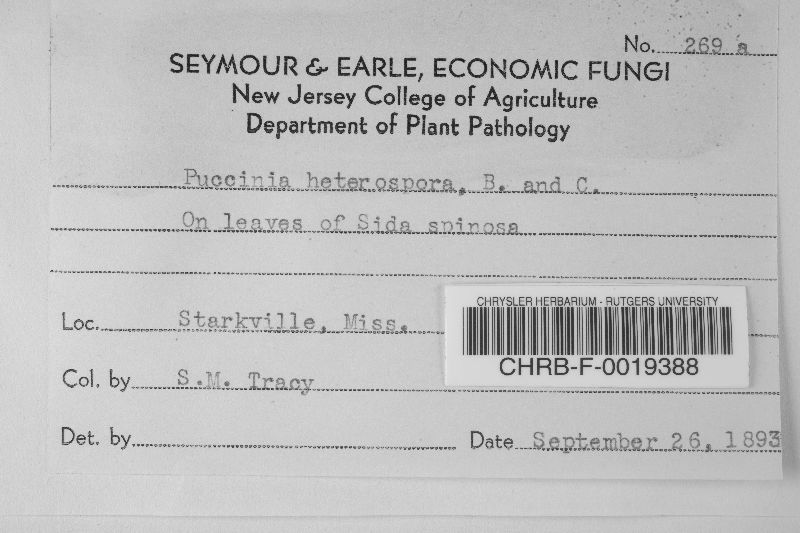 No. 269 a
SEYMOUR & EARLE, ECONOMIC FUNGI
New Jersey College of Agriculture
Department of Plant Pathology
Puccinia heterospora, B. and C.
On leaves of Sida spinosa
Loc. Starkville, Miss.
CHRYSLER HERBARIUM - RUTGERS UNIVERSITY
CHRB-F-0019388
Col. by S.M. Tracy
Det. by Date September 26, 1893